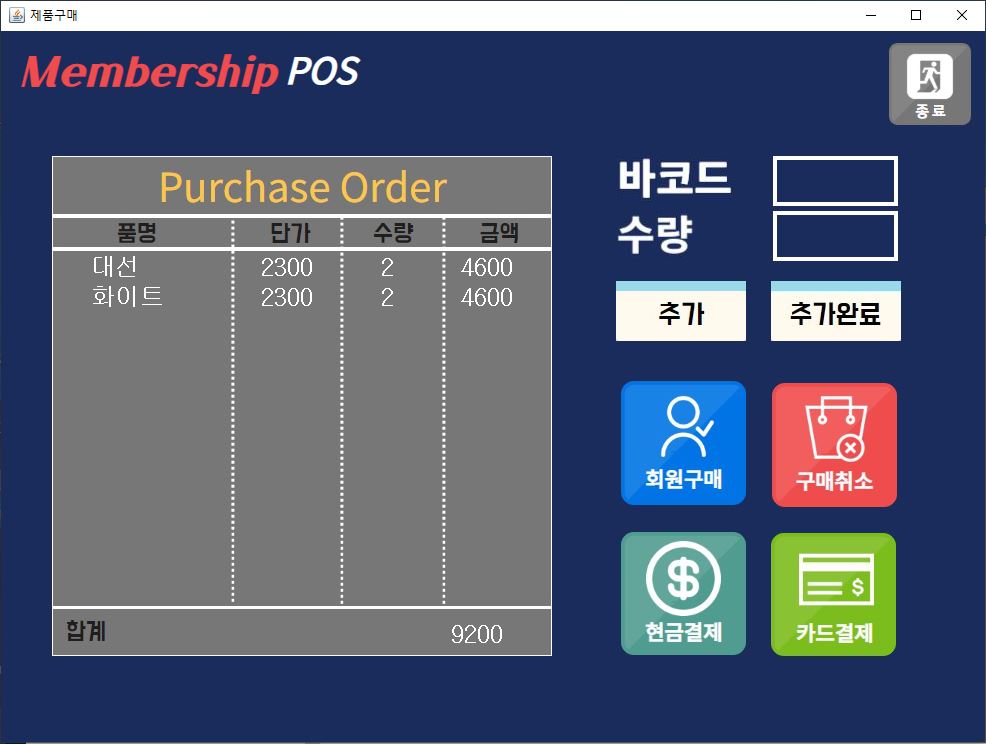 제품구매
Membership POS
종료
Purchase Order
품명 단가 수량 금액
대선 2300 2 4600
화이트 2300 2 4600
합계 9200
바코드
수량
추가 추가완료
회원구매 구매취소
현금결제 카드결제